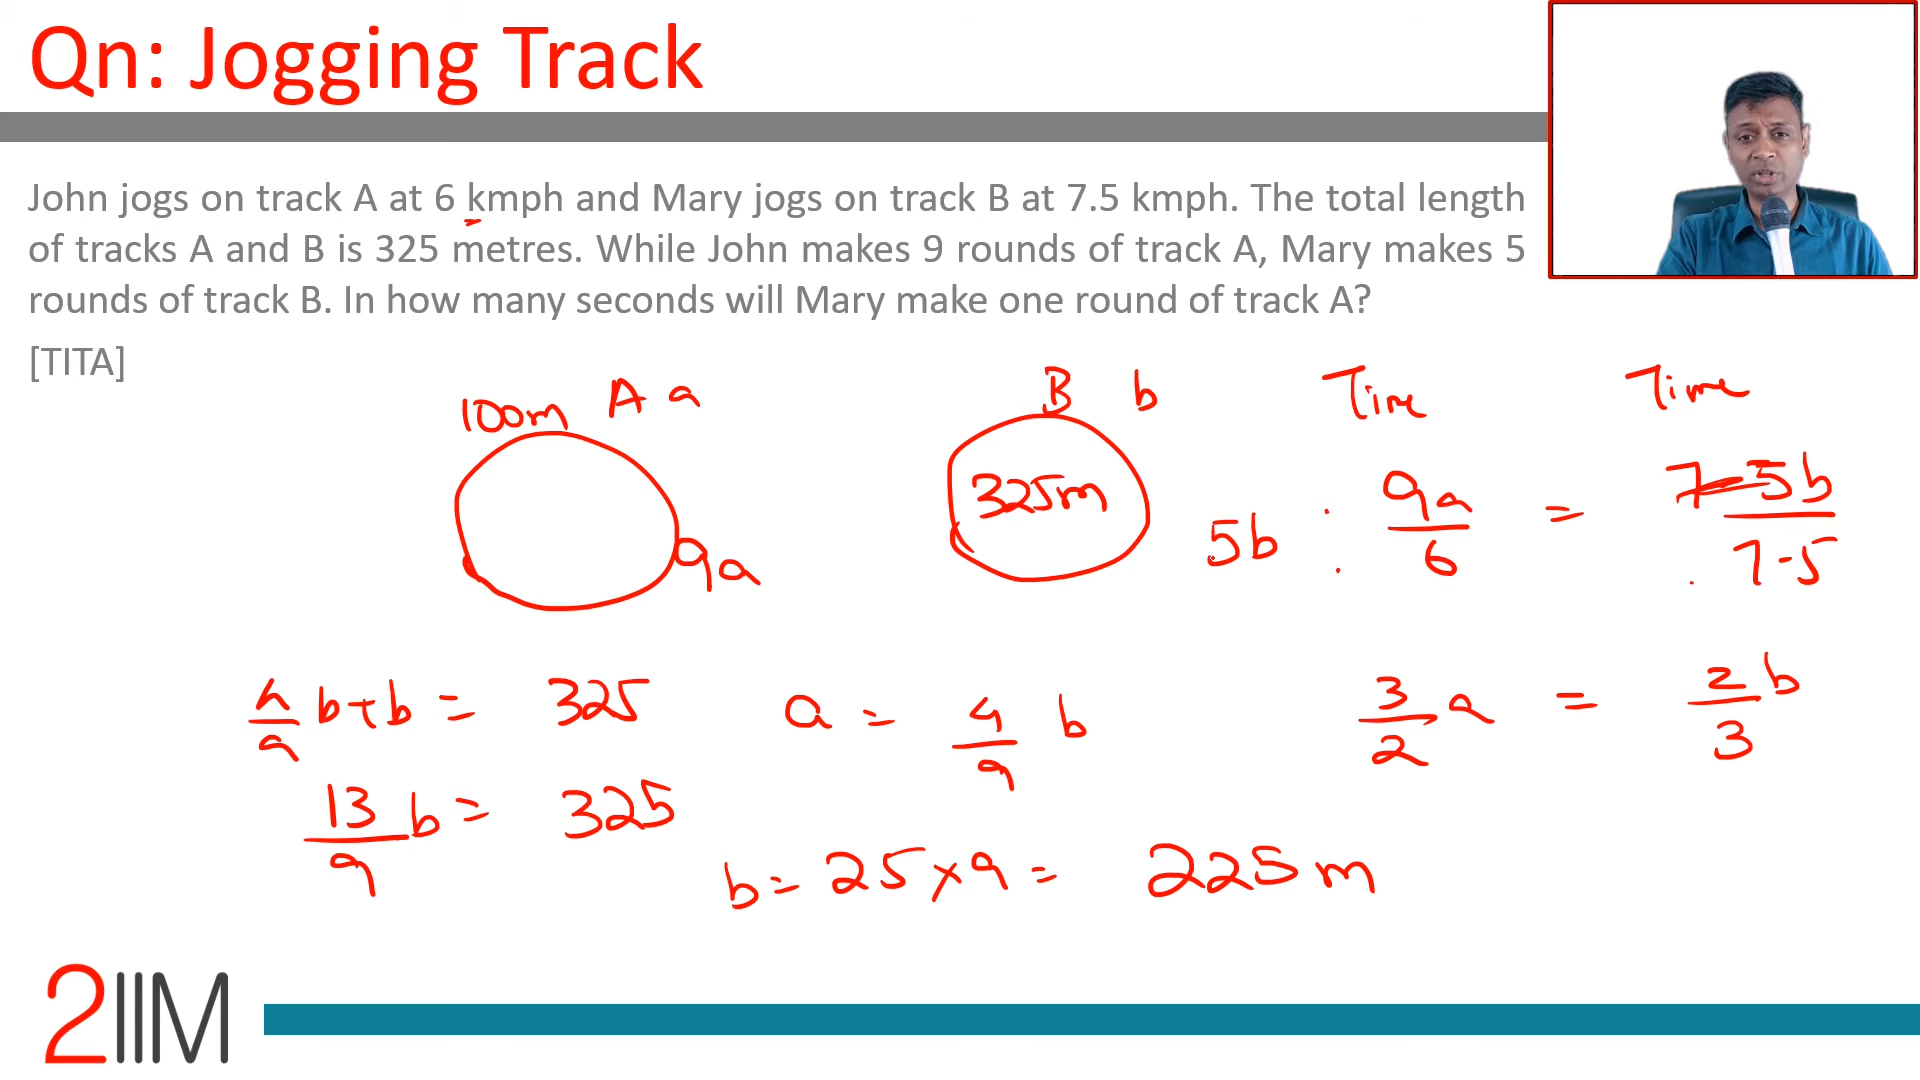 Qn: Jogging Track
John jogs on track A at 6 kmph and Mary jogs on track B at 7.5 kmph. The total length
of tracks A and B is 325 metres. While John makes 9 rounds of track A, Mary makes 5
rounds of track B. In how many seconds will Mary make one round of track A?
[TITA]
100m A a
B b
Time
Time
325m
9a
5b : 9a/6 = 5b/7.5
4/9 b + b = 325
a = 4/9 b
3/2 a = 2/3 b
13/9 b = 325
b = 25 × 9 = 225 m
2IIM